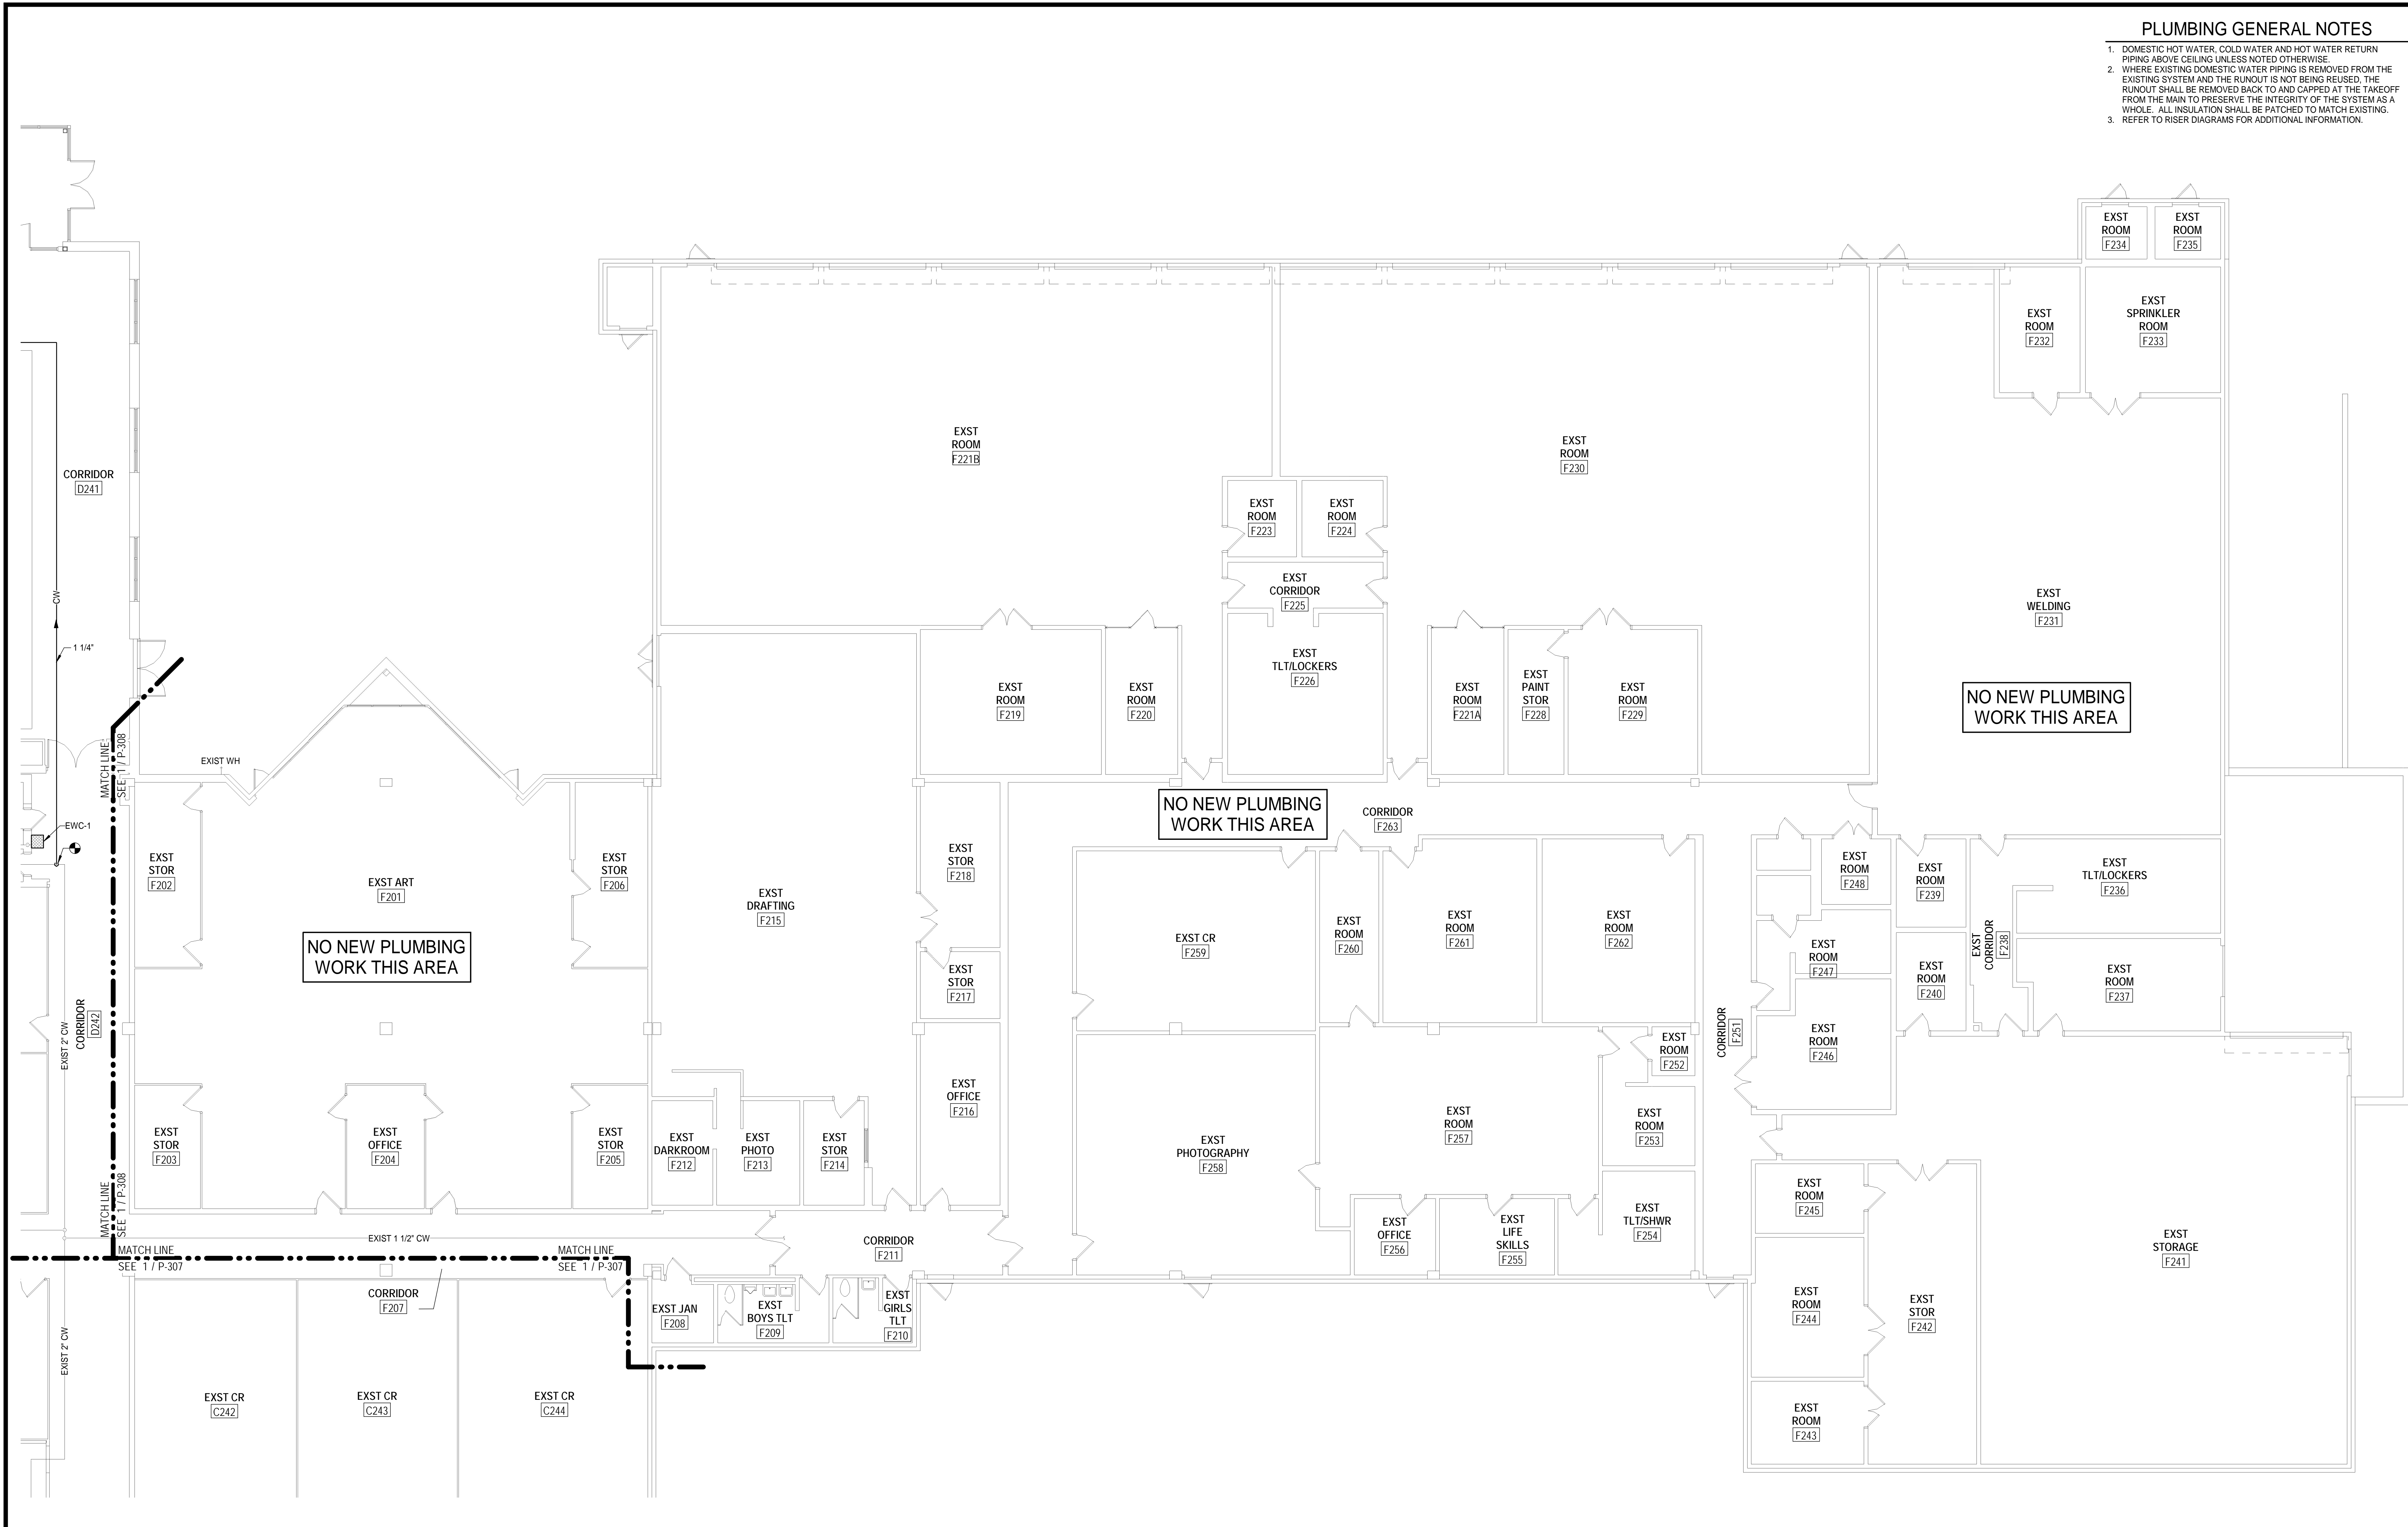 PLUMBING GENERAL NOTES
1. DOMESTIC HOT WATER, COLD WATER AND HOT WATER RETURN
PIPING ABOVE CEILING UNLESS NOTED OTHERWISE.
2. WHERE EXISTING DOMESTIC WATER PIPING IS REMOVED FROM THE
EXISTING SYSTEM AND THE RUNOUT IS NOT BEING REUSED, THE
RUNOUT SHALL BE REMOVED BACK TO AND CAPPED AT THE TAKEOFF
FROM THE MAIN TO PRESERVE THE INTEGRITY OF THE SYSTEM AS A
WHOLE. ALL INSULATION SHALL BE PATCHED TO MATCH EXISTING.
3. REFER TO RISER DIAGRAMS FOR ADDITIONAL INFORMATION.
EXST
ROOM
F234
EXST
ROOM
F235
EXST
ROOM
F232
EXST
SPRINKLER
ROOM
F233
EXST
ROOM
F221B
EXST
ROOM
F230
CORRIDOR
D241
EXST
ROOM
F223
EXST
ROOM
F224
EXST
CORRIDOR
F225
EXST
WELDING
F231
CW
1 1/4"
EXST
TLT/LOCKERS
F226
EXST
ROOM
F219
EXST
ROOM
F220
EXST
ROOM
F221A
EXST
PAINT
STOR
F228
EXST
ROOM
F229
NO NEW PLUMBING
WORK THIS AREA
MATCH LINE
SEE 1 / P-308
EXIST WH
NO NEW PLUMBING
WORK THIS AREA
CORRIDOR
F263
EWC-1
EXST
STOR
F202
EXST ART
F201
EXST
STOR
F206
EXST
DRAFTING
F215
EXST
STOR
F218
EXST
ROOM
F248
EXST
ROOM
F239
EXST
TLT/LOCKERS
F236
NO NEW PLUMBING
WORK THIS AREA
EXST CR
F259
EXST
ROOM
F260
EXST
ROOM
F261
EXST
ROOM
F262
EXST
ROOM
F247
EXST
CORRIDOR
F238
EXST
STOR
F217
EXST
ROOM
F240
EXST
ROOM
F237
CORRIDOR
D242
EXIST 2" CW
CORRIDOR
F251
EXST
ROOM
F252
EXST
ROOM
F246
EXST
OFFICE
F216
EXST
STOR
F203
EXST
OFFICE
F204
EXST
STOR
F205
EXST
DARKROOM
F212
EXST
PHOTO
F213
EXST
STOR
F214
EXST
PHOTOGRAPHY
F258
EXST
ROOM
F257
EXST
ROOM
F253
EXST
ROOM
F245
MATCH LINE
SEE 1 / P-308
EXST
OFFICE
F256
EXST
LIFE
SKILLS
F255
EXST
TLT/SHWR
F254
EXIST 1 1/2" CW
CORRIDOR
F211
EXST
STORAGE
F241
MATCH LINE
SEE 1 / P-307
MATCH LINE
SEE 1 / P-307
CORRIDOR
F207
EXST JAN
F208
EXST
BOYS TLT
F209
EXST
GIRLS
TLT
F210
EXST
ROOM
F244
EXST
STOR
F242
EXIST 2" CW
EXST CR
C242
EXST CR
C243
EXST CR
C244
EXST
ROOM
F243